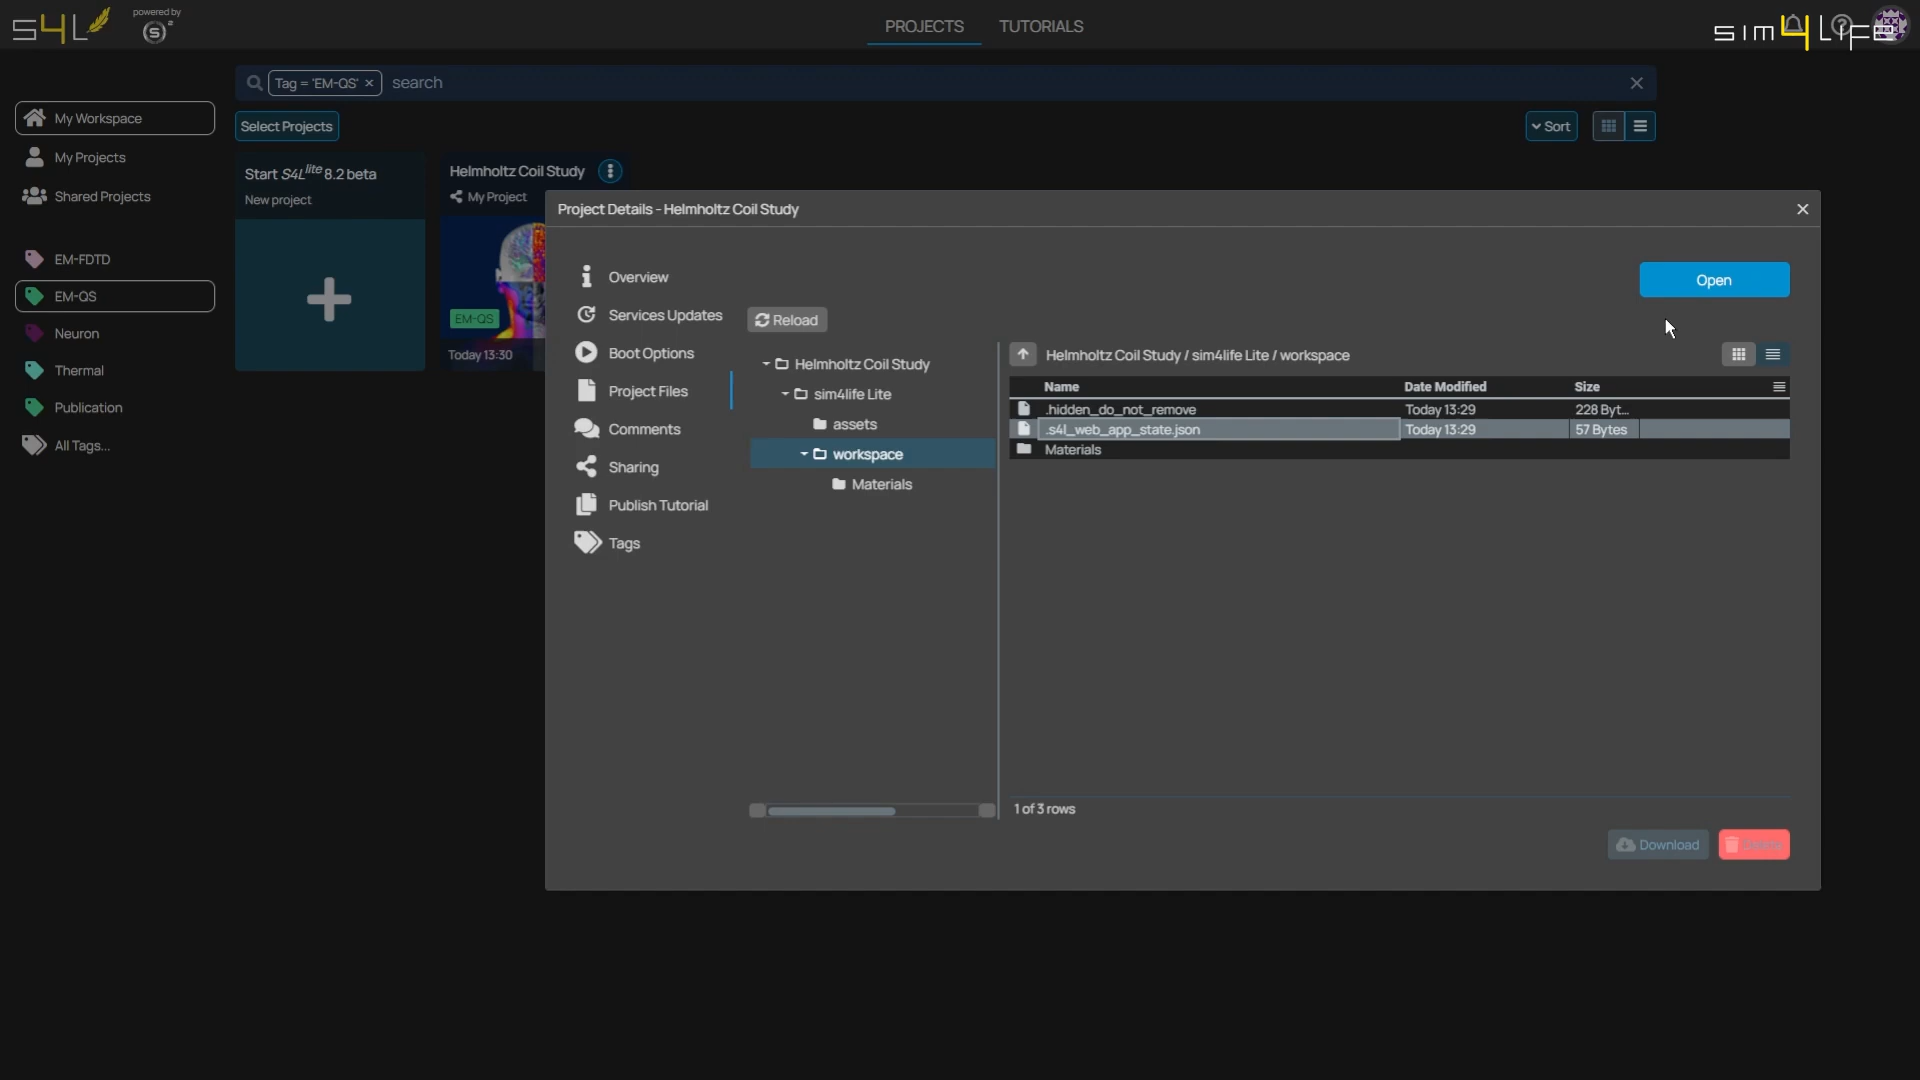 S4L
powered by
PROJECTS
TUTORIALS
sim4Life
Tag = 'EM-QS' ×
search
My Workspace
Select Projects
Sort
My Projects
Shared Projects
Start S4L lite 8.2 beta
New project
Helmholtz Coil Study
My Project
EM-QS
Today 13:30
EM-FDTD
EM-QS
Neuron
Thermal
Publication
All Tags...
Project Details - Helmholtz Coil Study
Overview
Services Updates
Boot Options
Project Files
Comments
Sharing
Publish Tutorial
Tags
Open
Reload
Helmholtz Coil Study
sim4life Lite
assets
workspace
Materials
Helmholtz Coil Study / sim4life Lite / workspace
Name Date Modified Size
.hidden_do_not_remove Today 13:29 228 Byt...
.s4l_web_app_state.json Today 13:29 57 Bytes
Materials
1 of 3 rows
Download
Delete